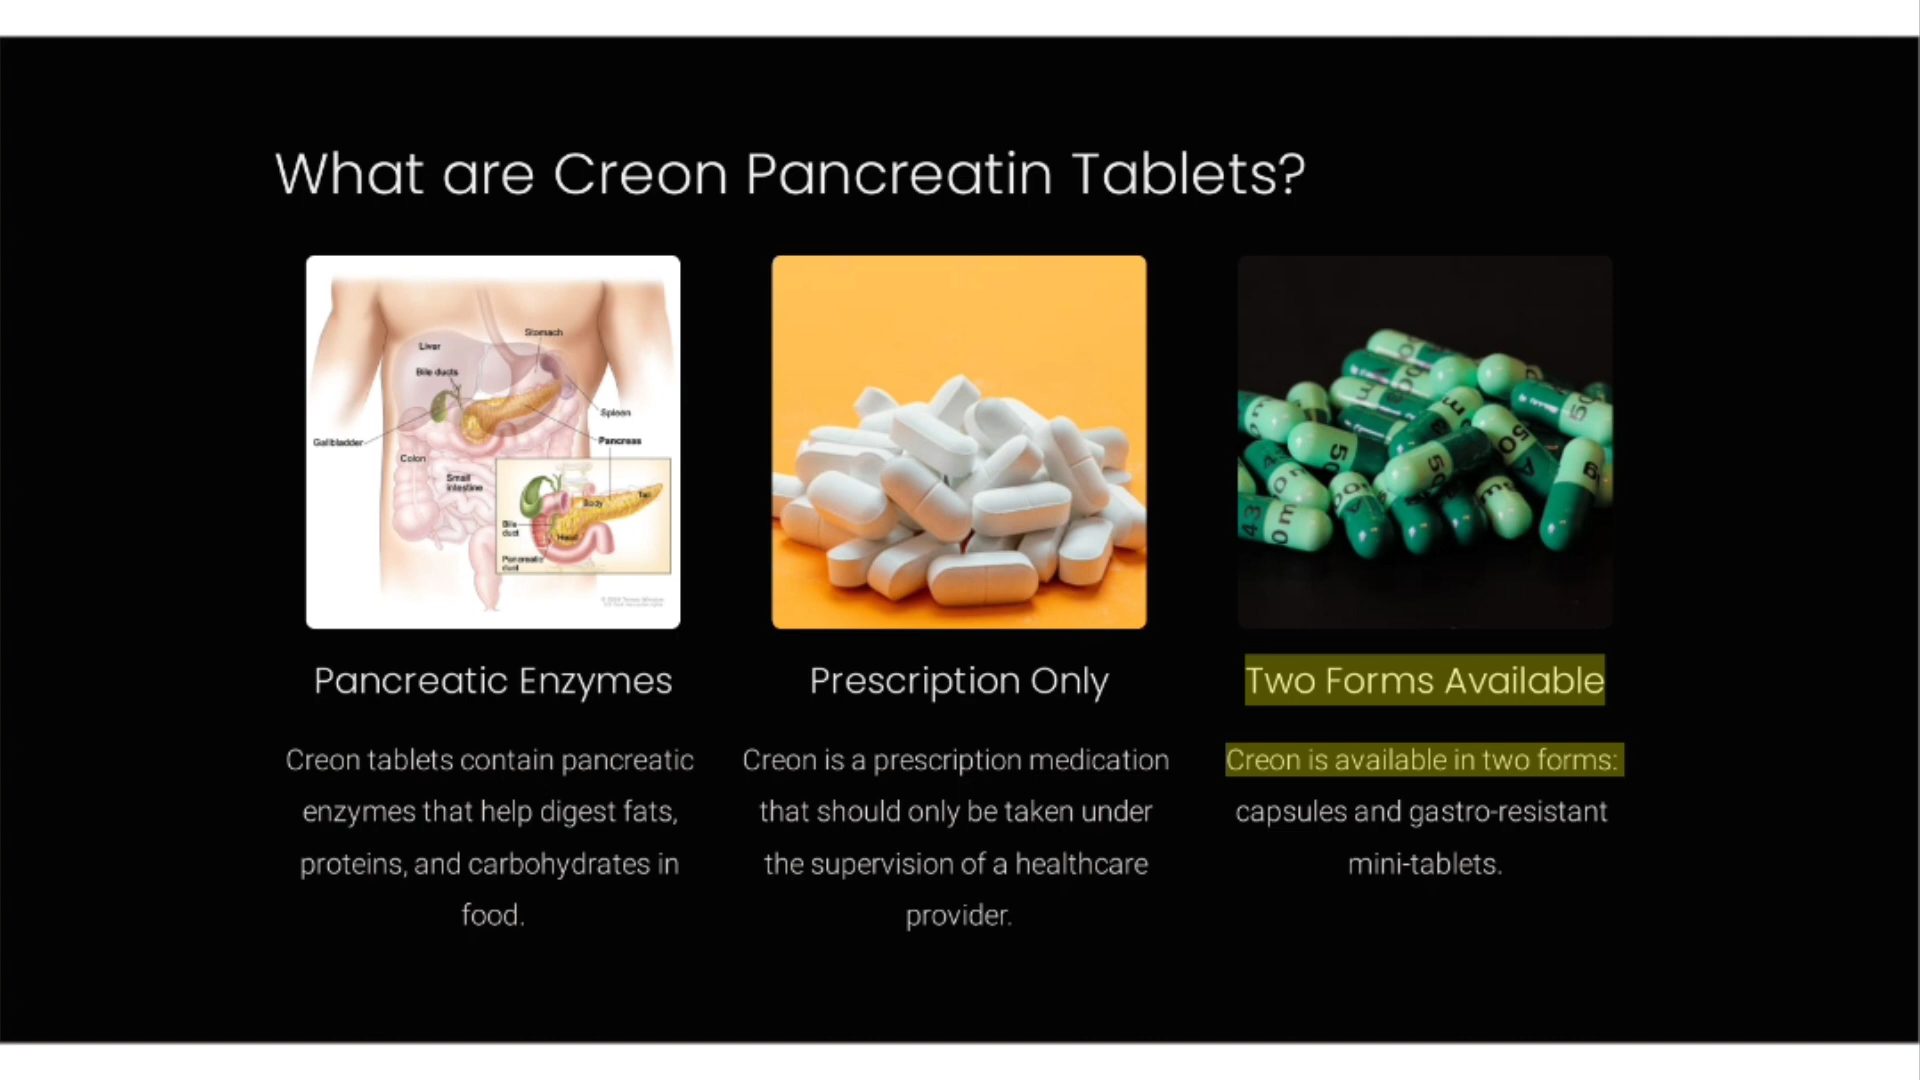 What are Creon Pancreatin Tablets?
Stomach
Liver
Bile ducts
Spleen
Gallbladder
Pancreas
Colon
Small
intestine
Tail
Body
Bile
duct
Head
Pancreatic
duct
Pancreatic Enzymes
Creon tablets contain pancreatic
enzymes that help digest fats,
proteins, and carbohydrates in
food.
Prescription Only
Creon is a prescription medication
that should only be taken under
the supervision of a healthcare
provider.
Two Forms Available
Creon is available in two forms:
capsules and gastro-resistant
mini-tablets.